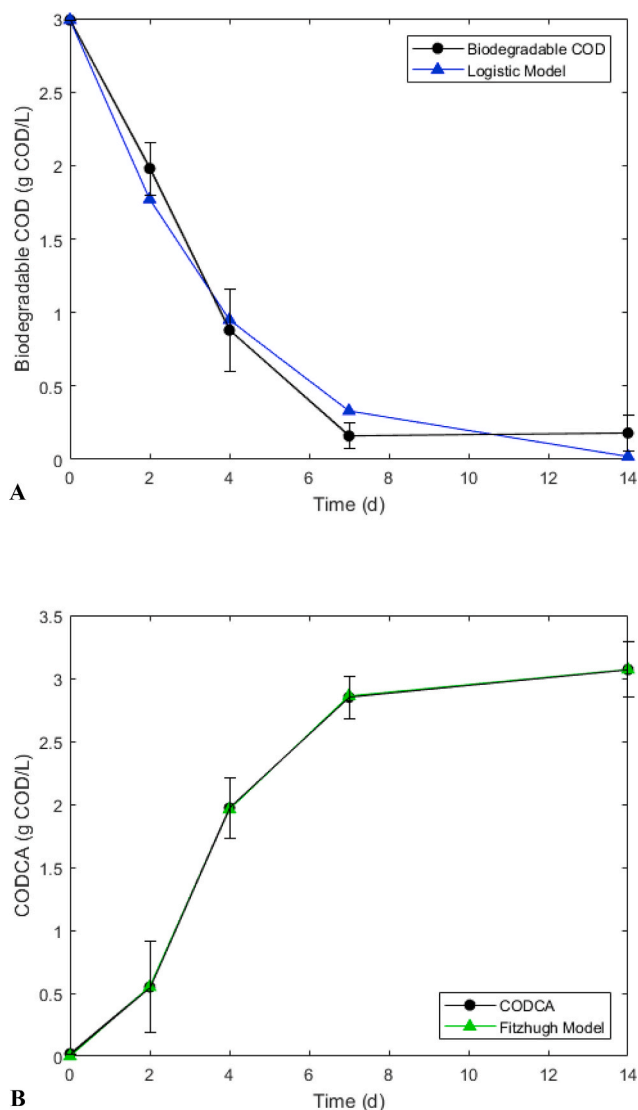 3
2.5
2
1.5
1
0.5
0
Biodegradable COD (g COD/L)
Biodegradable COD
Logistic Model
0 2 4 6 8 10 12 14
Time (d)
A
3.5
3
2.5
2
1.5
1
0.5
0
CODCA (g COD/L)
CODCA
Fitzhugh Model
0 2 4 6 8 10 12 14
Time (d)
B